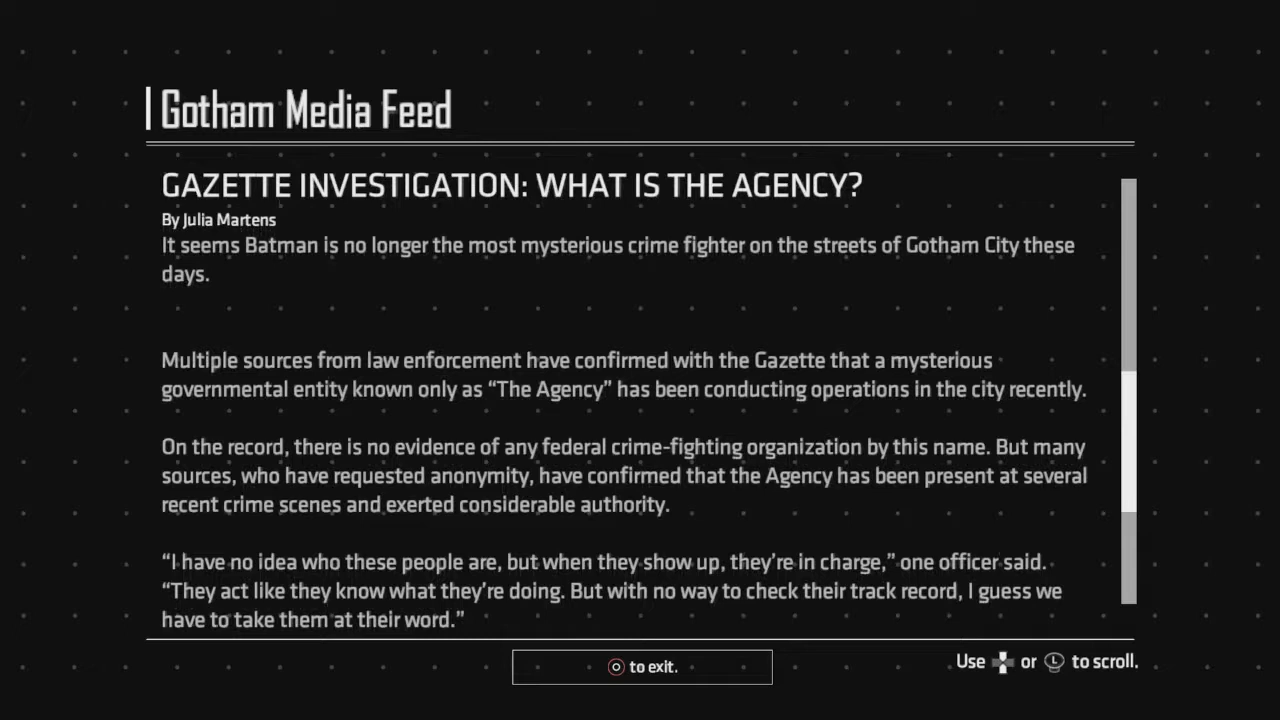 Gotham Media Feed
GAZETTE INVESTIGATION: WHAT IS THE AGENCY?
By Julia Martens
It seems Batman is no longer the most mysterious crime fighter on the streets of Gotham City these
days.
Multiple sources from law enforcement have confirmed with the Gazette that a mysterious
governmental entity known only as “The Agency” has been conducting operations in the city recently.
On the record, there is no evidence of any federal crime-fighting organization by this name. But many
sources, who have requested anonymity, have confirmed that the Agency has been present at several
recent crime scenes and exerted considerable authority.
“I have no idea who these people are, but when they show up, they’re in charge,” one officer said.
“They act like they know what they’re doing. But with no way to check their track record, I guess we
have to take them at their word.”
to exit.
Use or L to scroll.